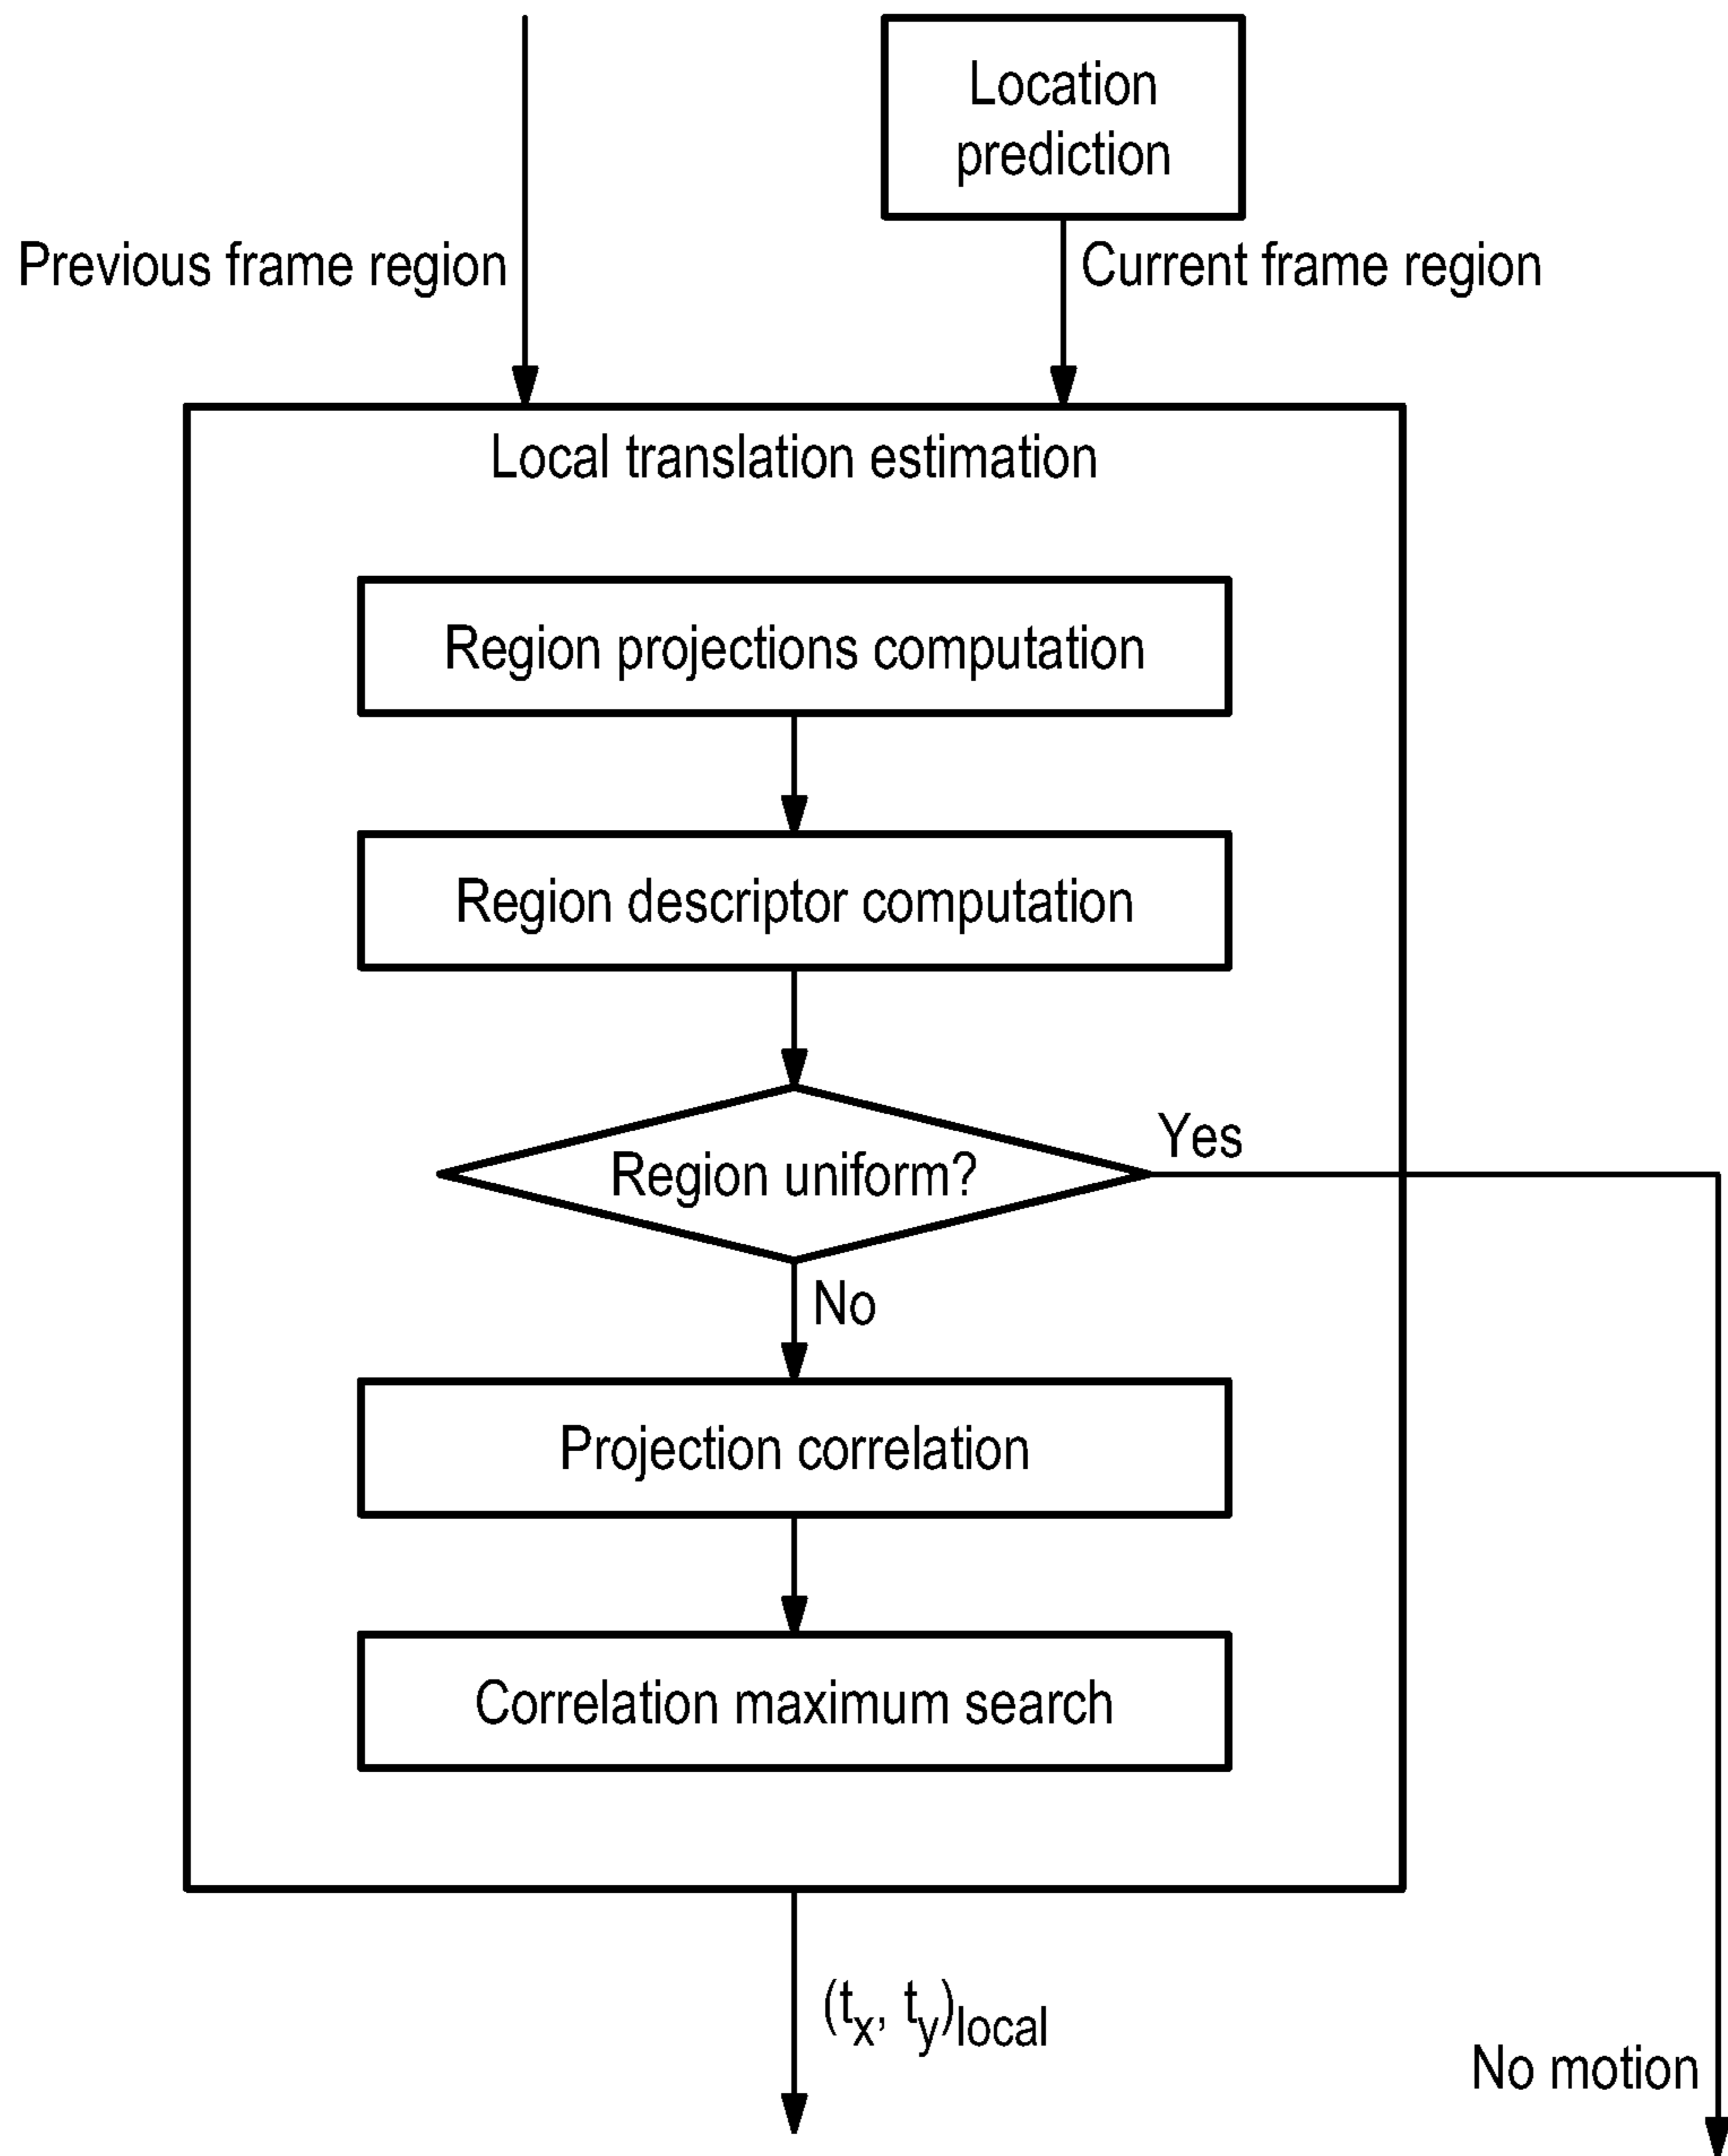 Location
prediction
Previous frame region
Current frame region
Local translation estimation
Region projections computation
Region descriptor computation
Region uniform?
Yes
No
Projection correlation
Correlation maximum search
(tx, ty)local
No motion